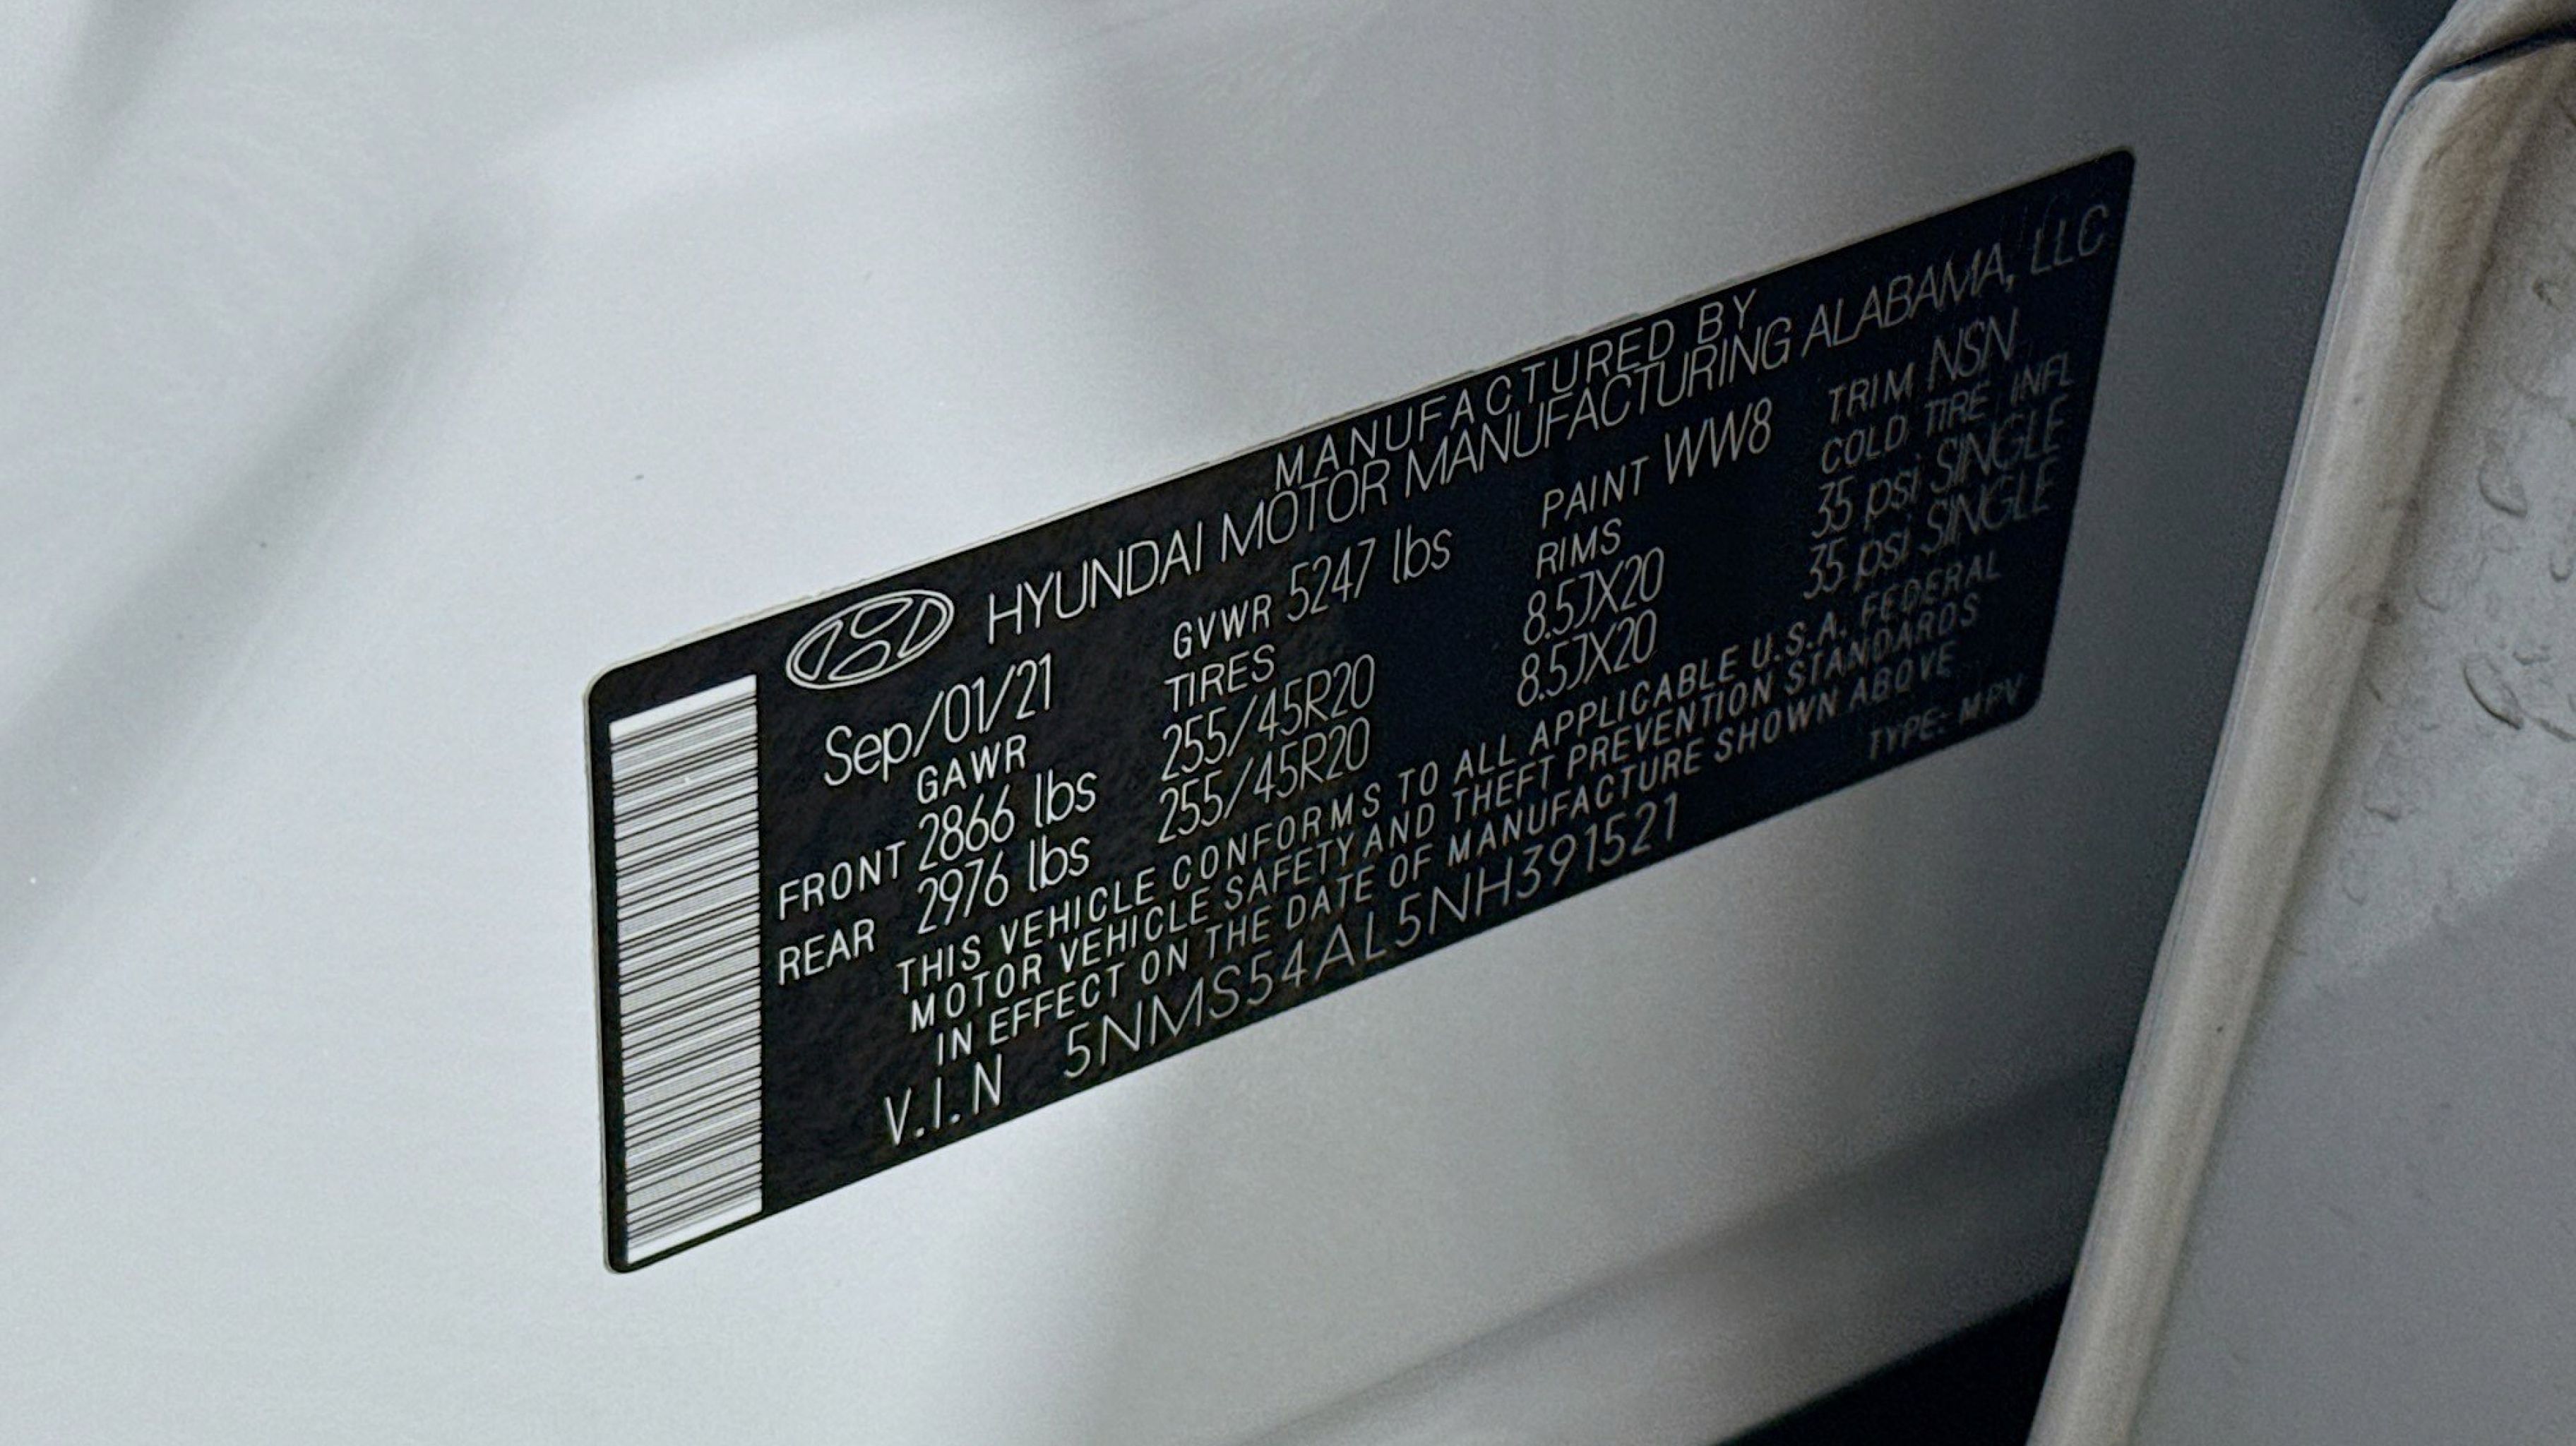 MANUFACTURED BY
HYUNDAI MOTOR MANUFACTURING ALABAMA, LLC
Sep/01/21 GVWR 5247 lbs PAINT WW8 TRIM NSN
GAWR TIRES RIMS COLD TIRE INFL
FRONT 2866 lbs 255/45R20 8.5JX20 35 psi SINGLE
REAR 2976 lbs 255/45R20 8.5JX20 35 psi SINGLE
THIS VEHICLE CONFORMS TO ALL APPLICABLE U.S.A. FEDERAL
MOTOR VEHICLE SAFETY AND THEFT PREVENTION STANDARDS
IN EFFECT ON THE DATE OF MANUFACTURE SHOWN ABOVE
V.I.N 5NMS54AL5NH391521 TYPE: MPV